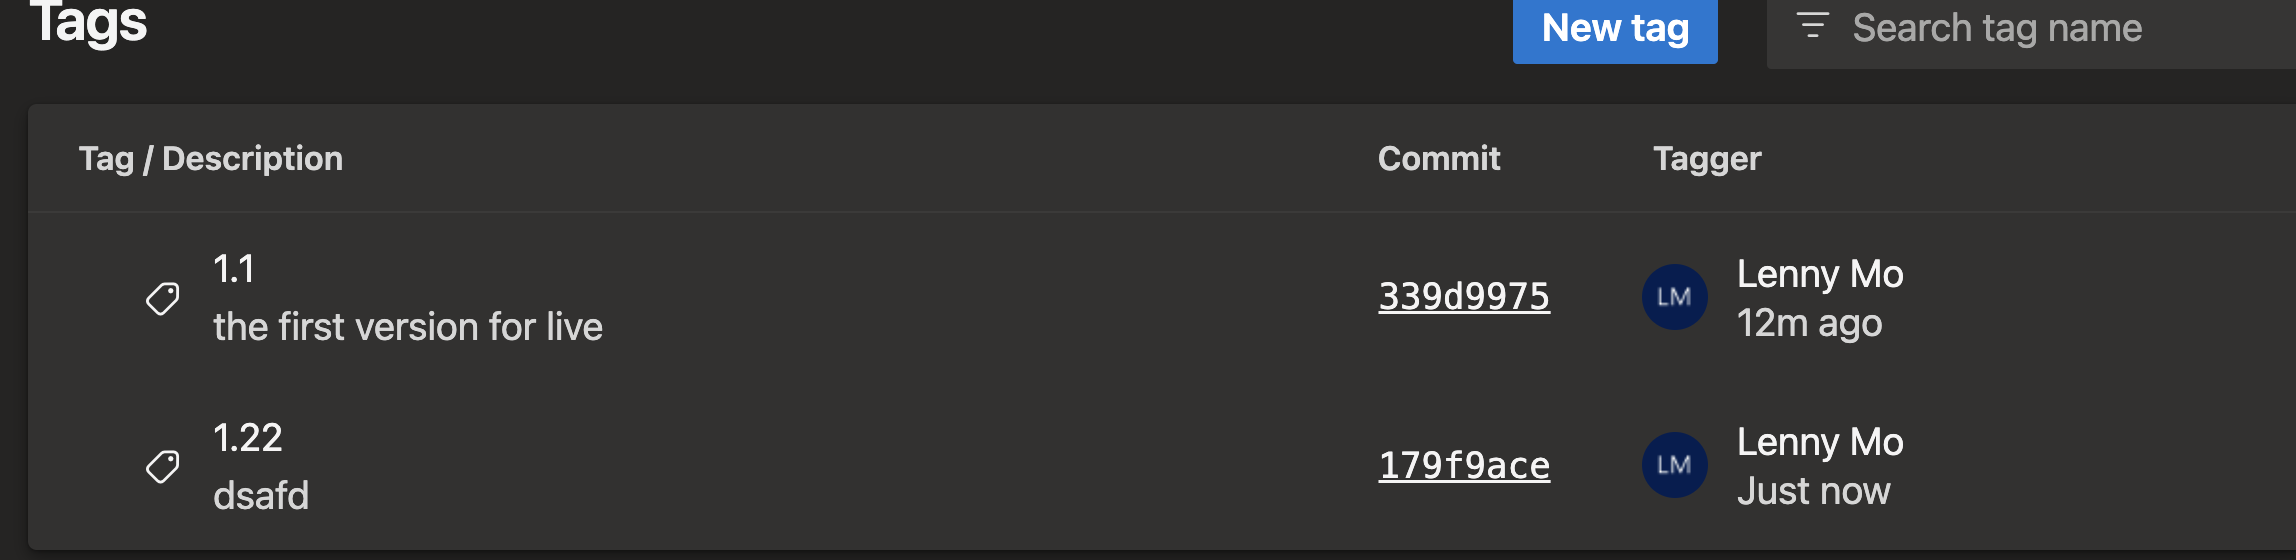 Tags
New tag
Search tag name
Tag / Description
Commit
Tagger
1.1
the first version for live
339d9975
LM
Lenny Mo
12m ago
1.22
dsafd
179f9ace
LM
Lenny Mo
Just now